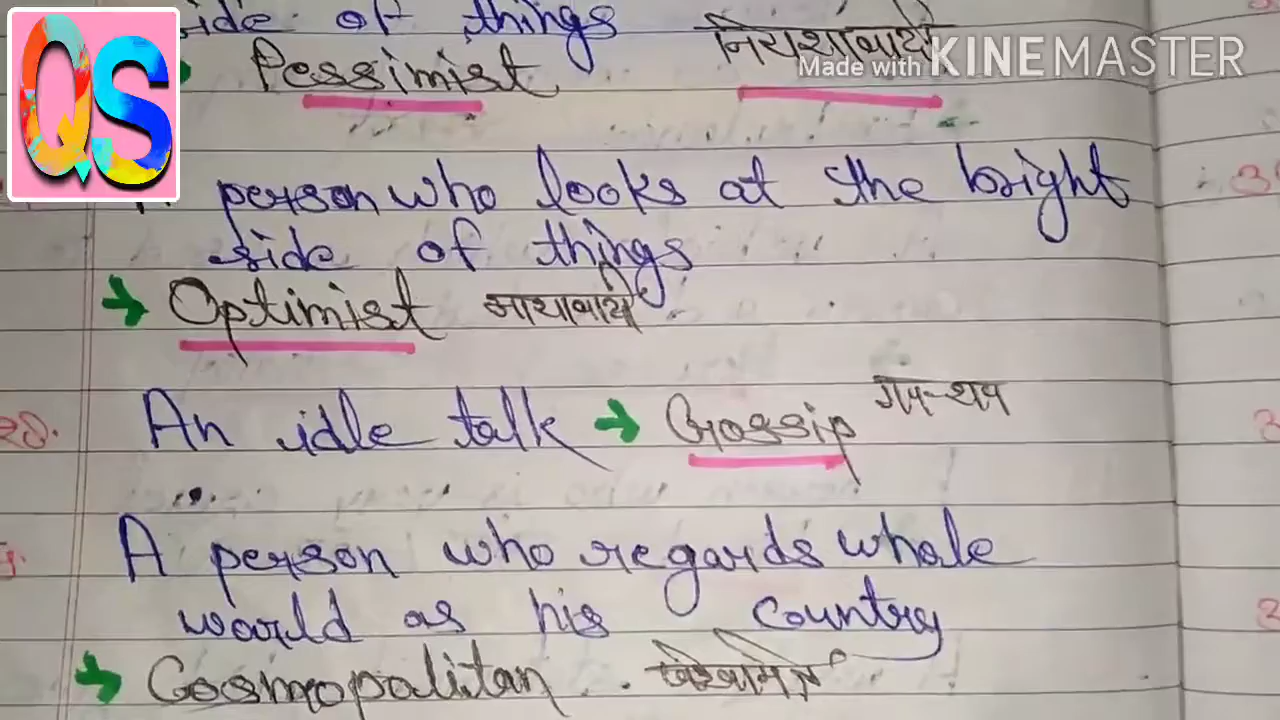 side of things
Pessimist निराशावादी
person who looks at the bright
side of things
→ Optimist आशावादी
An idle talk → Gossip गप-शप
A person who regards whole
world as his country
→ Cosmopolitan
QS
Made with KINEMASTER